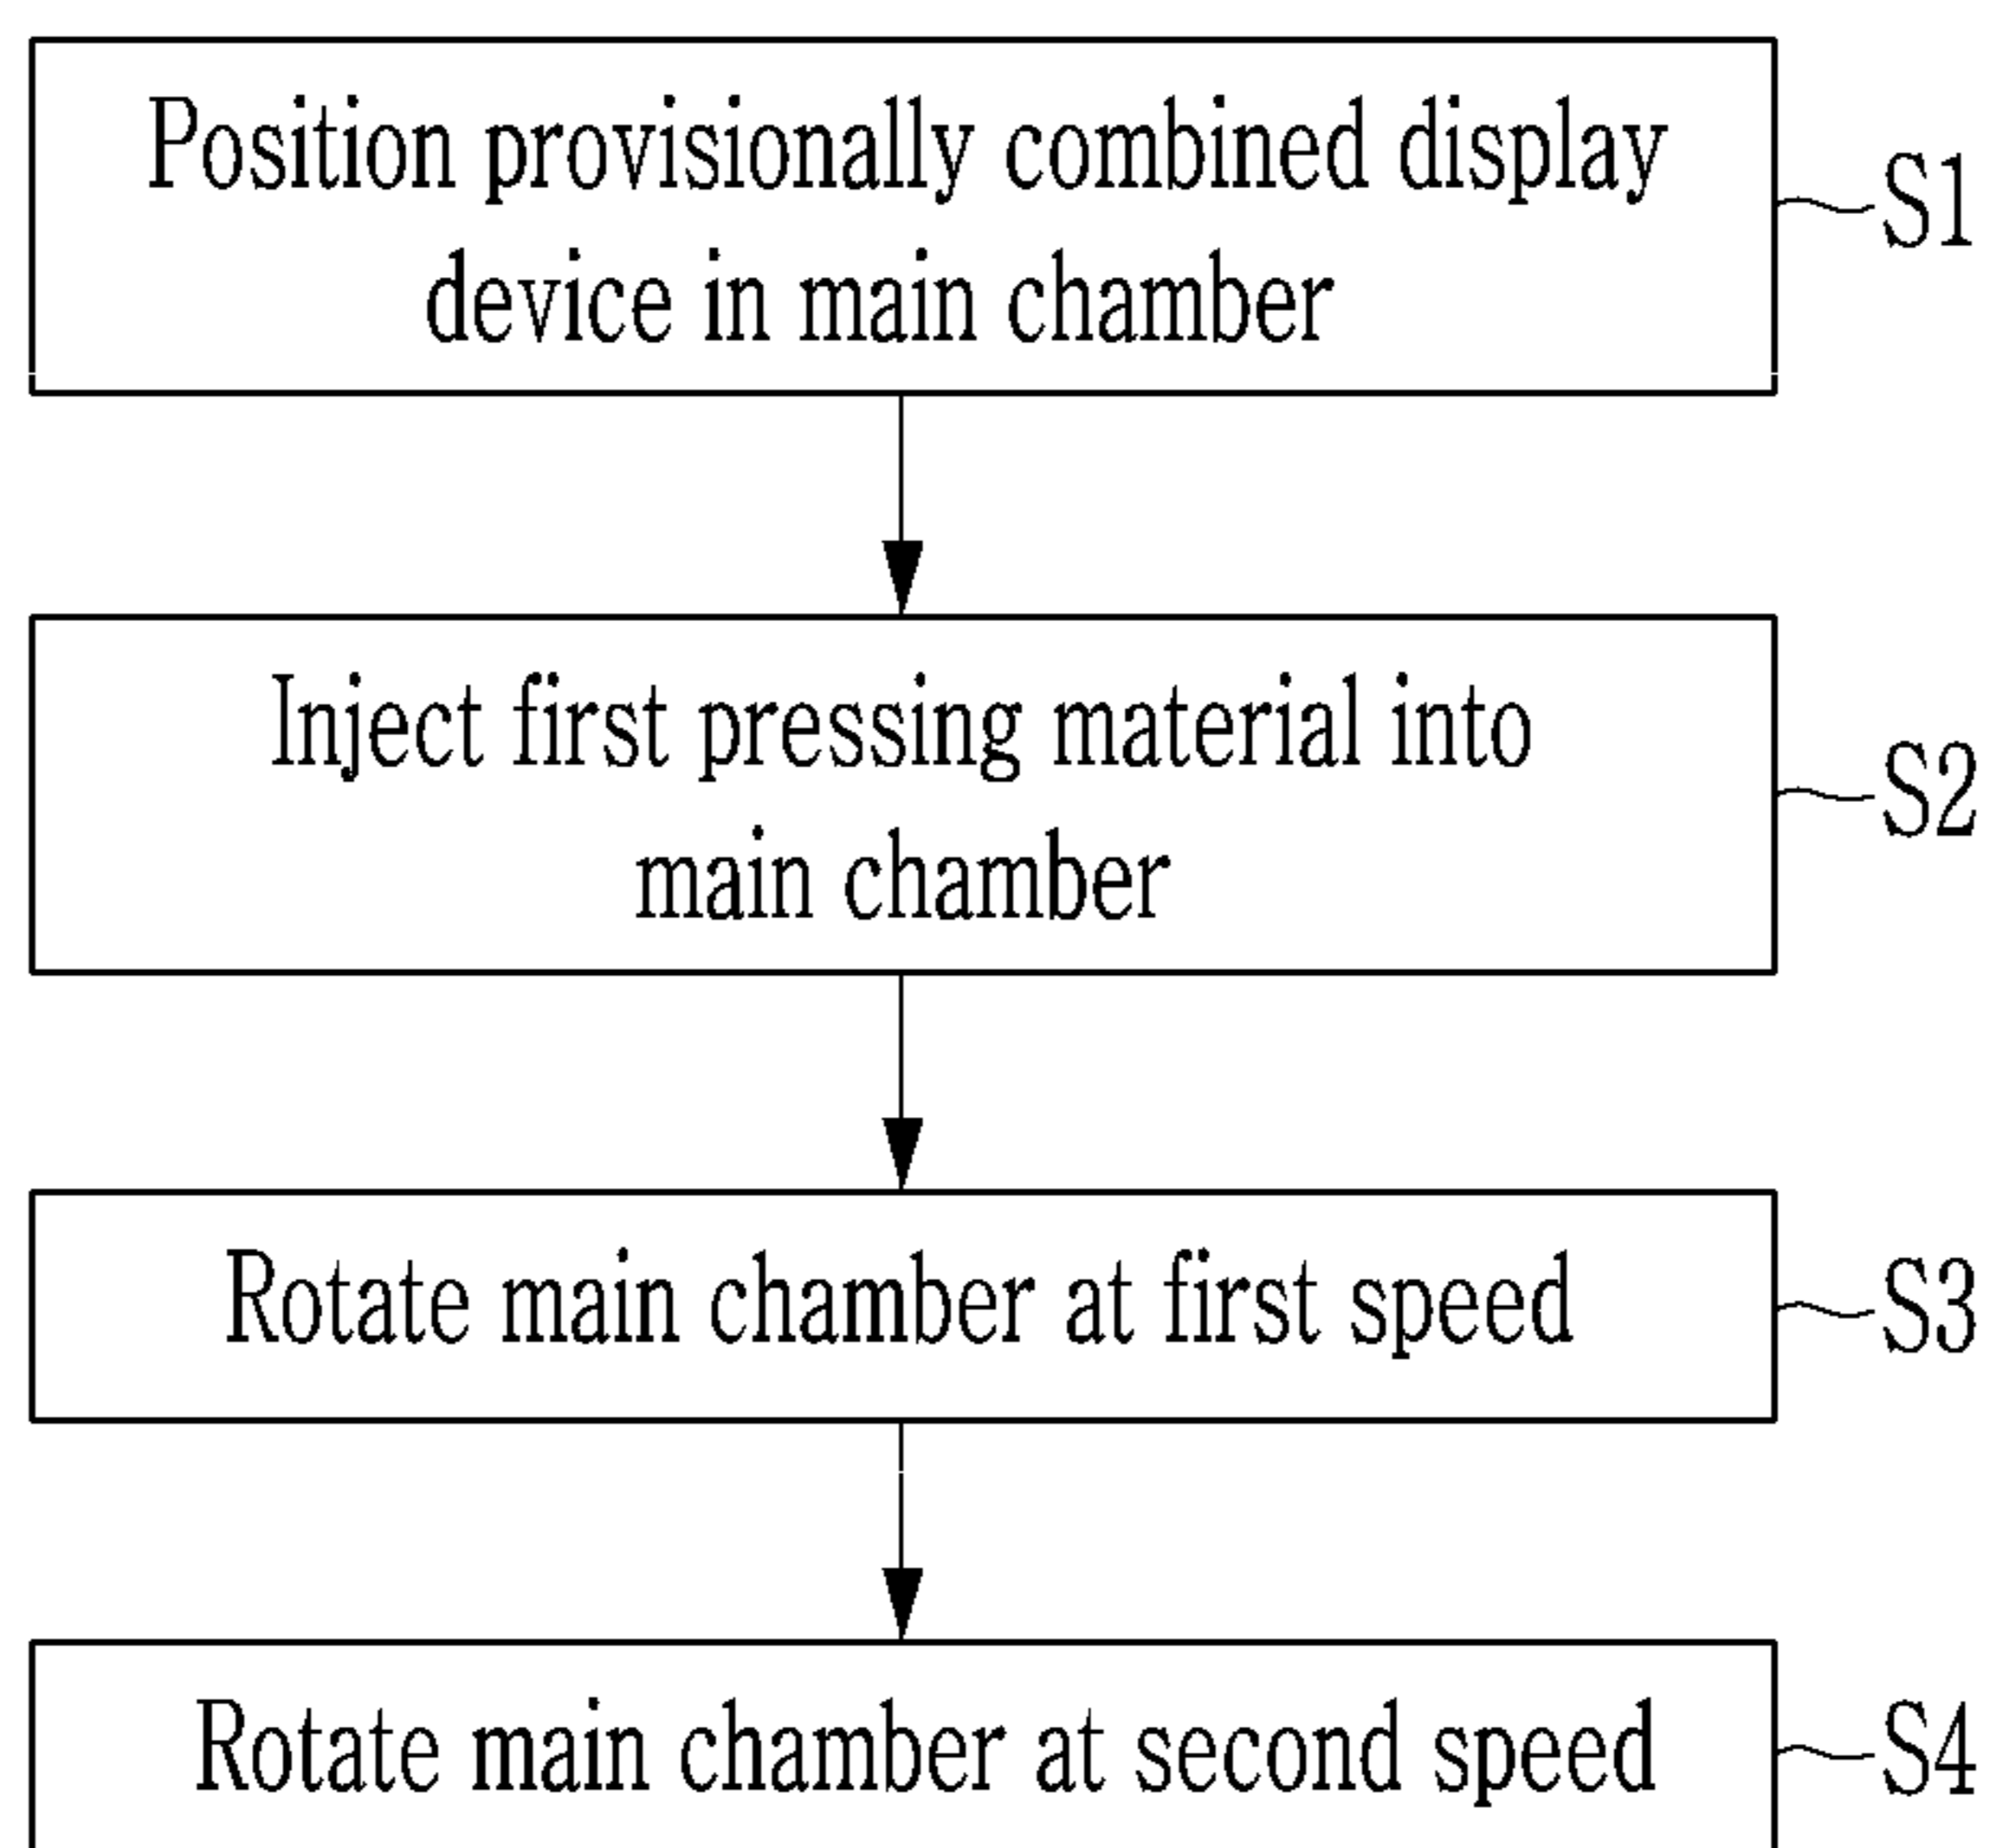 Position provisionally combined display
device in main chamber
S1
Inject first pressing material into
main chamber
S2
Rotate main chamber at first speed
S3
Rotate main chamber at second speed
S4